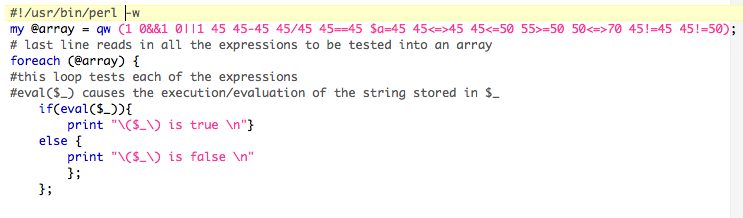 #!/usr/bin/perl -w
my @array = qw (1 0&&1 0||1 45 45-45 45/45 45==45 $a=45 45<=>45 45<=50 55>=50 50<=>70 45!=45 45!=50);
# last line reads in all the expressions to be tested into an array
foreach (@array) {
#this loop tests each of the expressions
#eval($_) causes the execution/evaluation of the string stored in $_
    if(eval($_)){
        print "\($_\) is true \n"}
    else {
        print "\($_\) is false \n"
        };
    };